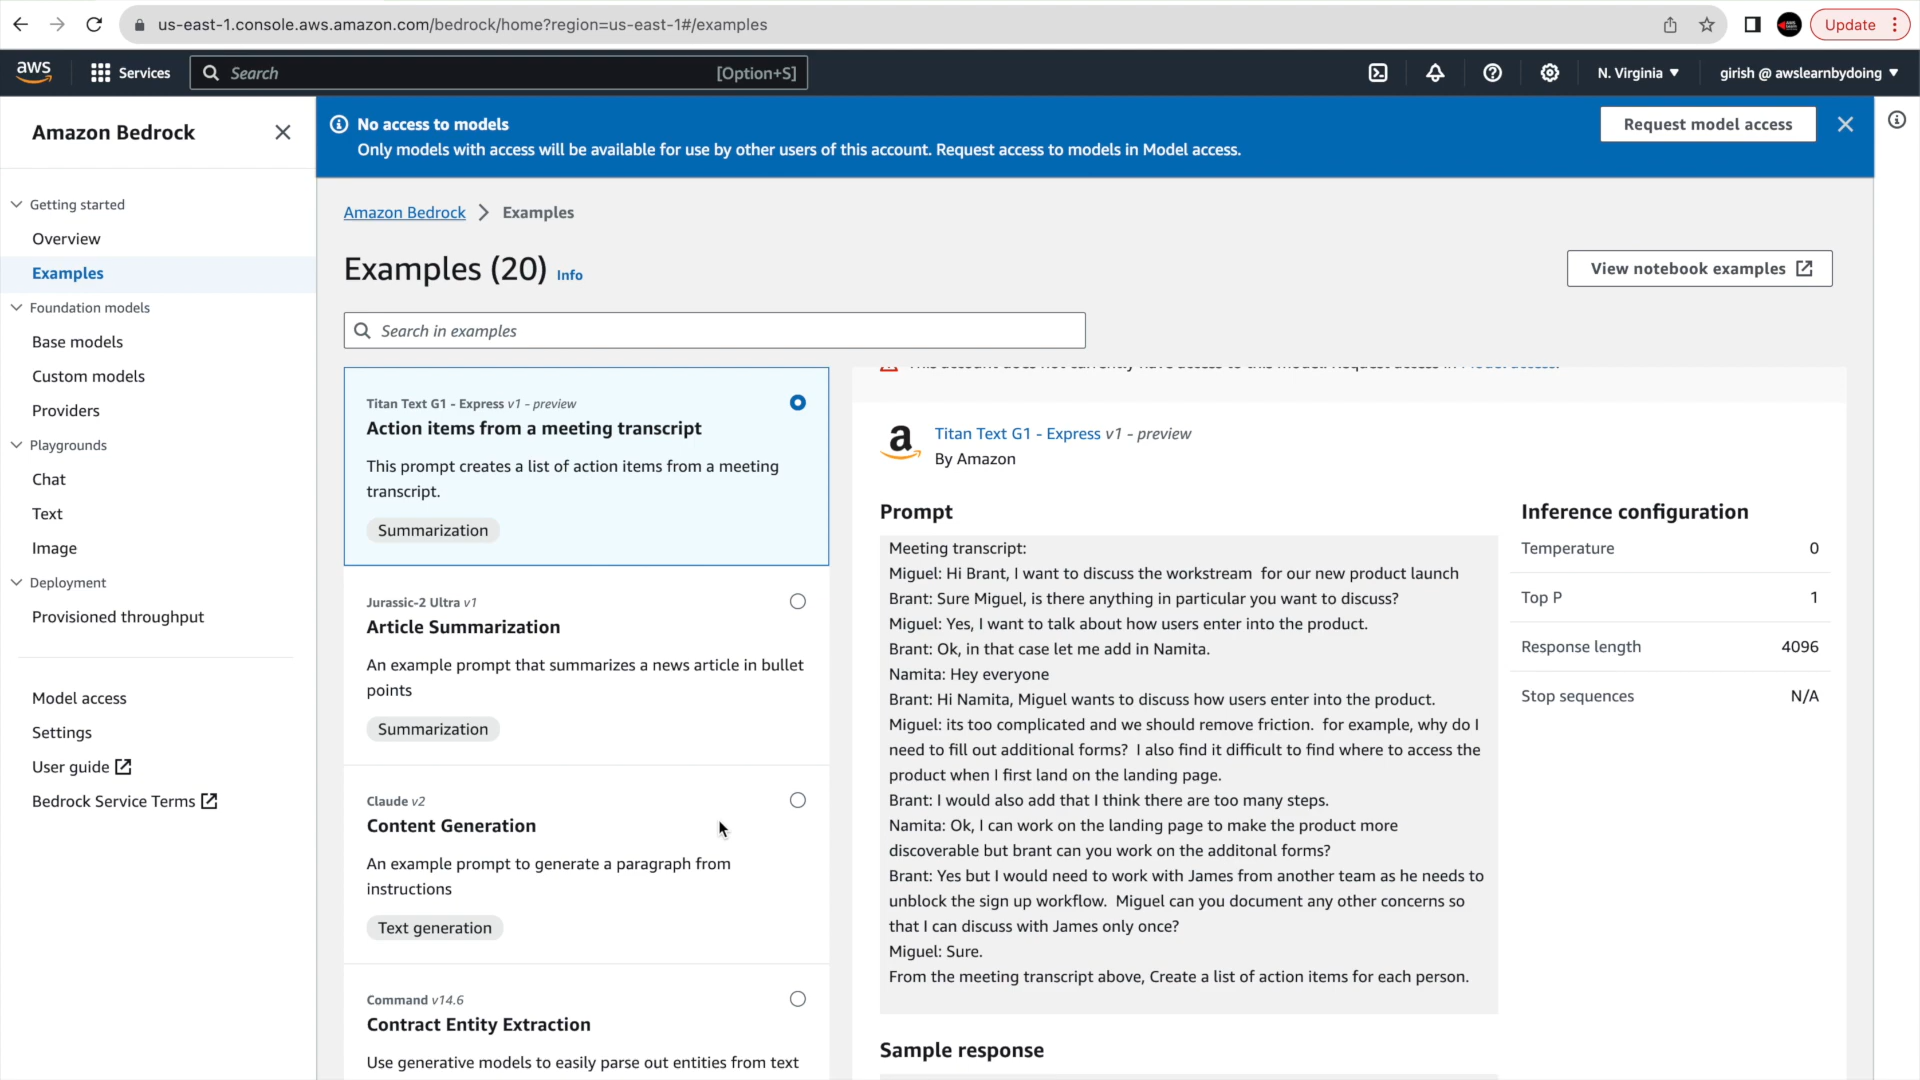 us-east-1.console.aws.amazon.com/bedrock/home?region=us-east-1#/examples
Update
aws
Services
Search
[Option+S]
N. Virginia
girish @ awslearnbydoing
Amazon Bedrock
Getting started
Overview
Examples
Foundation models
Base models
Custom models
Providers
Playgrounds
Chat
Text
Image
Deployment
Provisioned throughput
Model access
Settings
User guide
Bedrock Service Terms
No access to models
Only models with access will be available for use by other users of this account. Request access to models in Model access.
Request model access
Amazon Bedrock
Examples
Examples (20) Info
View notebook examples
Search in examples
Titan Text G1 - Express v1 - preview
Action items from a meeting transcript
This prompt creates a list of action items from a meeting
transcript.
Summarization
Jurassic-2 Ultra v1
Article Summarization
An example prompt that summarizes a news article in bullet
points
Summarization
Claude v2
Content Generation
An example prompt to generate a paragraph from
instructions
Text generation
Command v14.6
Contract Entity Extraction
Use generative models to easily parse out entities from text
This account does not currently have access to this model. Request access in Model access.
Titan Text G1 - Express v1 - preview
By Amazon
Prompt
Meeting transcript:
Miguel: Hi Brant, I want to discuss the workstream  for our new product launch
Brant: Sure Miguel, is there anything in particular you want to discuss?
Miguel: Yes, I want to talk about how users enter into the product.
Brant: Ok, in that case let me add in Namita.
Namita: Hey everyone
Brant: Hi Namita, Miguel wants to discuss how users enter into the product.
Miguel: its too complicated and we should remove friction.  for example, why do I
need to fill out additional forms?  I also find it difficult to find where to access the
product when I first land on the landing page.
Brant: I would also add that I think there are too many steps.
Namita: Ok, I can work on the landing page to make the product more
discoverable but brant can you work on the additonal forms?
Brant: Yes but I would need to work with James from another team as he needs to
unblock the sign up workflow.  Miguel can you document any other concerns so
that I can discuss with James only once?
Miguel: Sure.
From the meeting transcript above, Create a list of action items for each person.
Sample response
Inference configuration
Temperature 0
Top P 1
Response length 4096
Stop sequences N/A